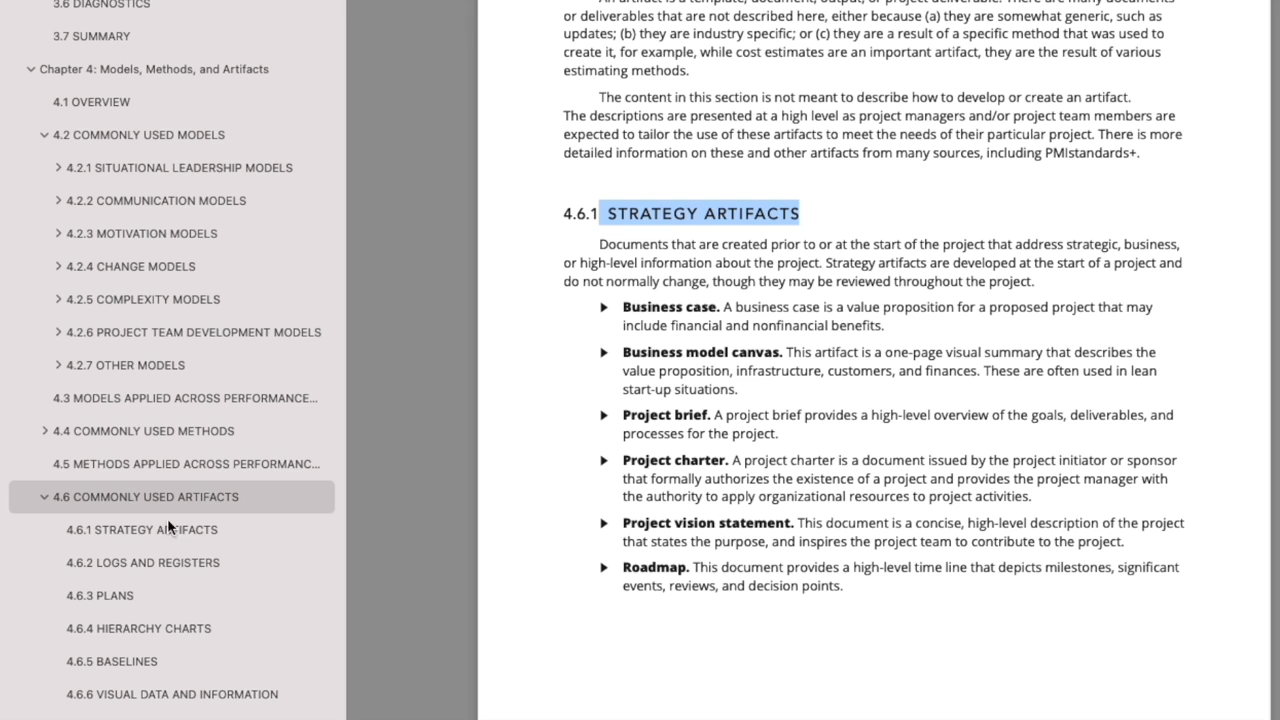 3.6 DIAGNOSTICS
3.7 SUMMARY
Chapter 4: Models, Methods, and Artifacts
4.1 OVERVIEW
4.2 COMMONLY USED MODELS
4.2.1 SITUATIONAL LEADERSHIP MODELS
4.2.2 COMMUNICATION MODELS
4.2.3 MOTIVATION MODELS
4.2.4 CHANGE MODELS
4.2.5 COMPLEXITY MODELS
4.2.6 PROJECT TEAM DEVELOPMENT MODELS
4.2.7 OTHER MODELS
4.3 MODELS APPLIED ACROSS PERFORMANCE...
4.4 COMMONLY USED METHODS
4.5 METHODS APPLIED ACROSS PERFORMANC...
4.6 COMMONLY USED ARTIFACTS
4.6.1 STRATEGY ARTIFACTS
4.6.2 LOGS AND REGISTERS
4.6.3 PLANS
4.6.4 HIERARCHY CHARTS
4.6.5 BASELINES
4.6.6 VISUAL DATA AND INFORMATION
An artifact is a template, document, output, or project deliverable. There are many documents
or deliverables that are not described here, either because (a) they are somewhat generic, such as
updates; (b) they are industry specific; or (c) they are a result of a specific method that was used to
create it, for example, while cost estimates are an important artifact, they are the result of various
estimating methods.
The content in this section is not meant to describe how to develop or create an artifact.
The descriptions are presented at a high level as project managers and/or project team members are
expected to tailor the use of these artifacts to meet the needs of their particular project. There is more
detailed information on these and other artifacts from many sources, including PMIstandards+.
4.6.1 STRATEGY ARTIFACTS
Documents that are created prior to or at the start of the project that address strategic, business,
or high-level information about the project. Strategy artifacts are developed at the start of a project and
do not normally change, though they may be reviewed throughout the project.
Business case. A business case is a value proposition for a proposed project that may
include financial and nonfinancial benefits.
Business model canvas. This artifact is a one-page visual summary that describes the
value proposition, infrastructure, customers, and finances. These are often used in lean
start-up situations.
Project brief. A project brief provides a high-level overview of the goals, deliverables, and
processes for the project.
Project charter. A project charter is a document issued by the project initiator or sponsor
that formally authorizes the existence of a project and provides the project manager with
the authority to apply organizational resources to project activities.
Project vision statement. This document is a concise, high-level description of the project
that states the purpose, and inspires the project team to contribute to the project.
Roadmap. This document provides a high-level time line that depicts milestones, significant
events, reviews, and decision points.